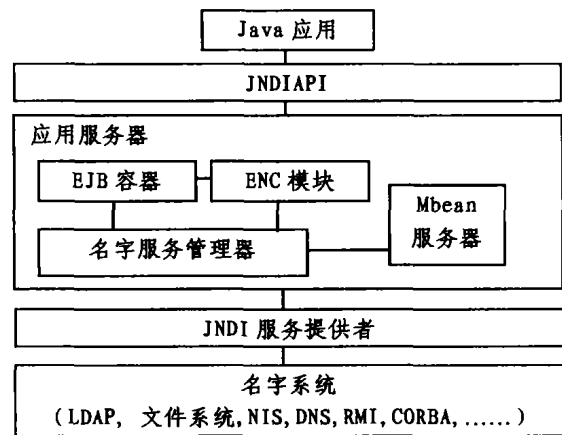 Java 应用
JNDIAPI
应用服务器
EJB 容器
ENC 模块
Mbean
服务器
名字服务管理器
JNDI 服务提供者
名字系统
(LDAP, 文件系统,NIS,DNS,RMI,CORBA,......)